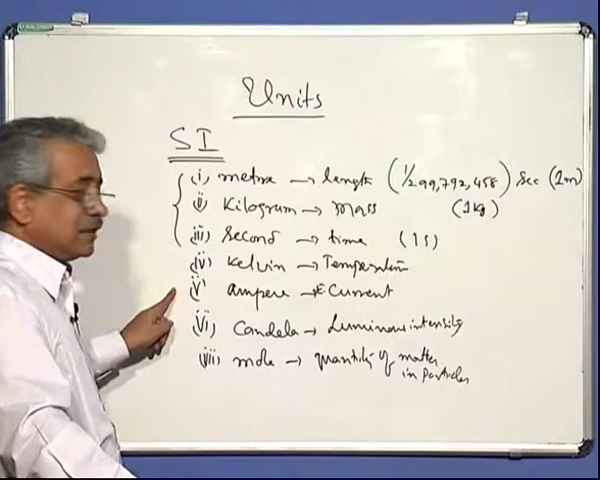 Units
SI
(i) metre → length (1/299,792,458) Sec (1m)
(ii) Kilogram → mass (1kg)
(iii) Second → time (1s)
(iv) Kelvin → Temperature
(v) ampere → Current
(vi) Candela → Luminous intensity
(vii) mole → quantity of matter
in particles